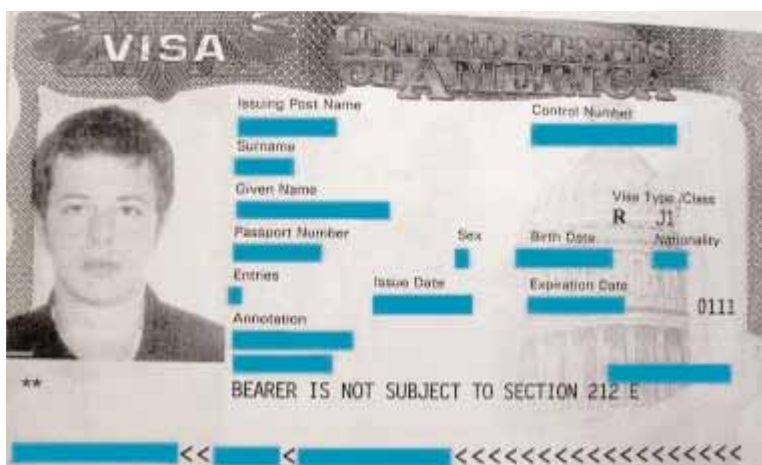 VISA UNITED STATES OF AMERICA
Issuing Post Name Control Number
Surname
Given Name Visa Type /Class
R J1
Passport Number Sex Birth Date Nationality
Entries Issue Date Expiration Date
0111
Annotation
**
BEARER IS NOT SUBJECT TO SECTION 212 E
<< < <<<<<<<<<<<<<<<<<<